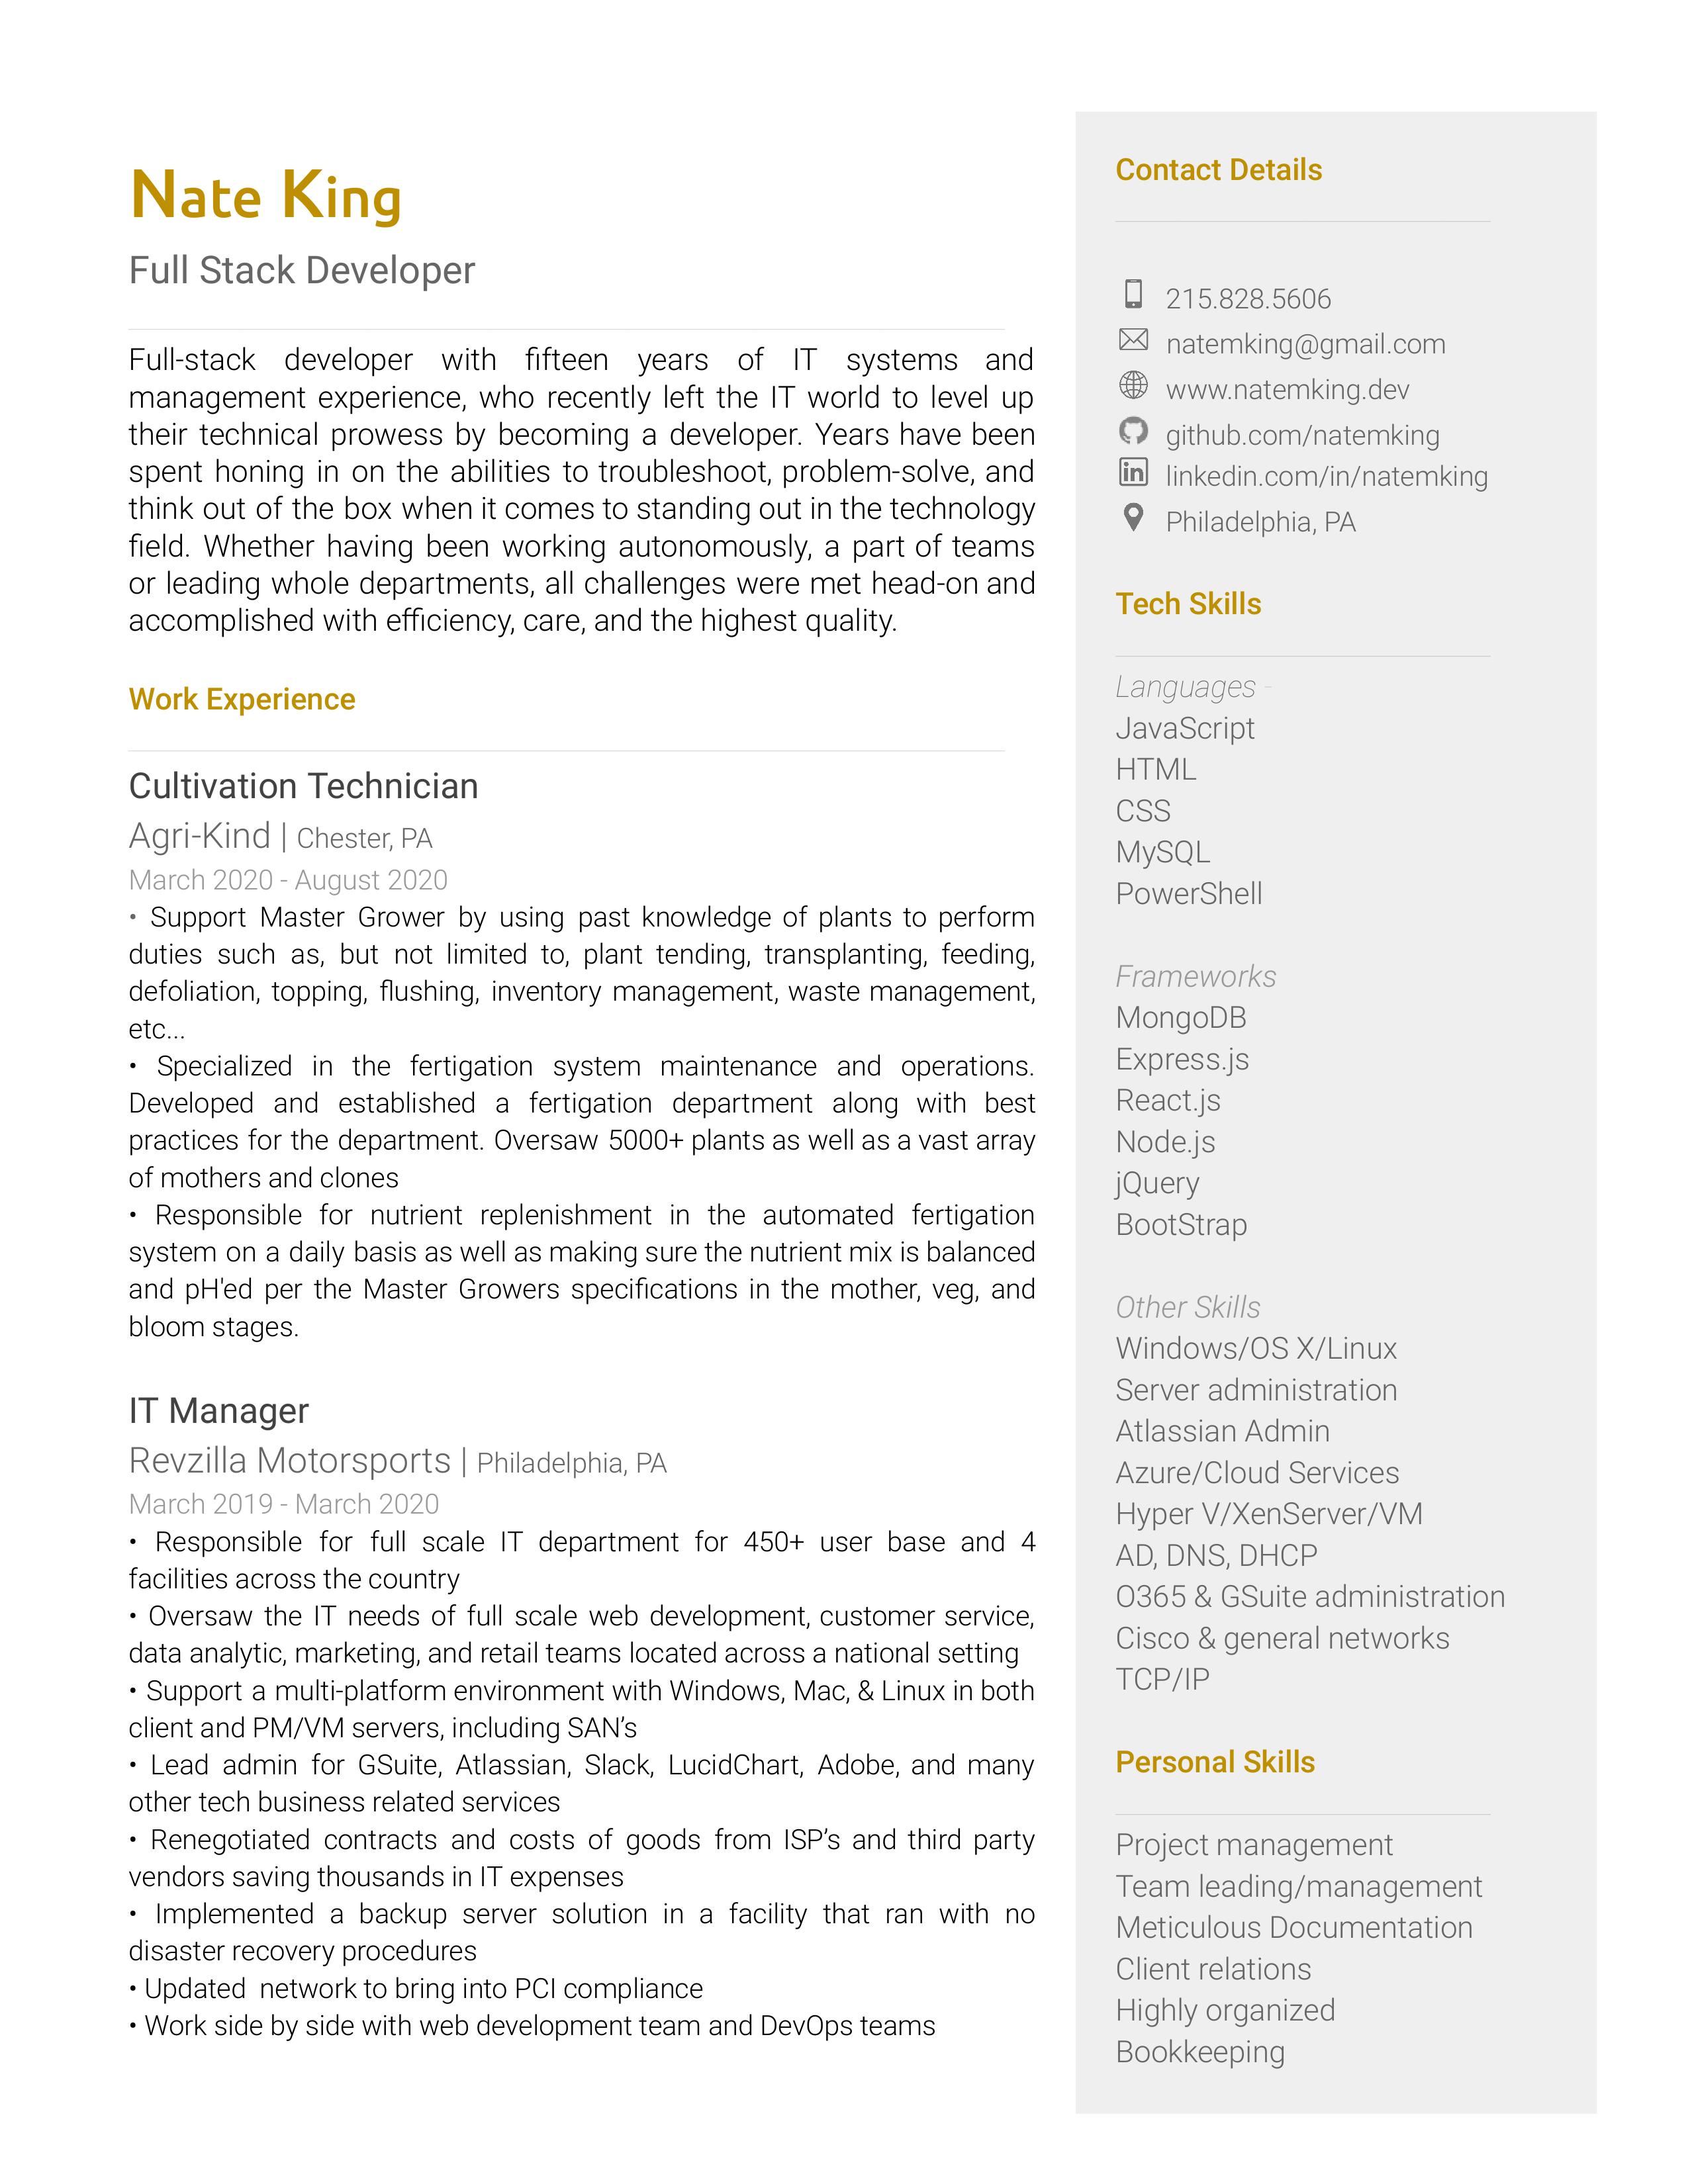 Nate King
Full Stack Developer
Full-stack developer with fifteen years of IT systems and
management experience, who recently left the IT world to level up
their technical prowess by becoming a developer. Years have been
spent honing in on the abilities to troubleshoot, problem-solve, and
think out of the box when it comes to standing out in the technology
field. Whether having been working autonomously, a part of teams
or leading whole departments, all challenges were met head-on and
accomplished with efficiency, care, and the highest quality.
Work Experience
Cultivation Technician
Agri-Kind | Chester, PA
March 2020 - August 2020
• Support Master Grower by using past knowledge of plants to perform
duties such as, but not limited to, plant tending, transplanting, feeding,
defoliation, topping, flushing, inventory management, waste management,
etc...
• Specialized in the fertigation system maintenance and operations.
Developed and established a fertigation department along with best
practices for the department. Oversaw 5000+ plants as well as a vast array
of mothers and clones
• Responsible for nutrient replenishment in the automated fertigation
system on a daily basis as well as making sure the nutrient mix is balanced
and pH'ed per the Master Growers specifications in the mother, veg, and
bloom stages.
IT Manager
Revzilla Motorsports | Philadelphia, PA
March 2019 - March 2020
• Responsible for full scale IT department for 450+ user base and 4
facilities across the country
• Oversaw the IT needs of full scale web development, customer service,
data analytic, marketing, and retail teams located across a national setting
• Support a multi-platform environment with Windows, Mac, & Linux in both
client and PM/VM servers, including SAN’s
• Lead admin for GSuite, Atlassian, Slack, LucidChart, Adobe, and many
other tech business related services
• Renegotiated contracts and costs of goods from ISP’s and third party
vendors saving thousands in IT expenses
• Implemented a backup server solution in a facility that ran with no
disaster recovery procedures
• Updated  network to bring into PCI compliance
• Work side by side with web development team and DevOps teams
Contact Details
215.828.5606
natemking@gmail.com
www.natemking.dev
github.com/natemking
linkedin.com/in/natemking
Philadelphia, PA
Tech Skills
Languages -
JavaScript
HTML
CSS
MySQL
PowerShell
Frameworks
MongoDB
Express.js
React.js
Node.js
jQuery
BootStrap
Other Skills
Windows/OS X/Linux
Server administration
Atlassian Admin
Azure/Cloud Services
Hyper V/XenServer/VM
AD, DNS, DHCP
O365 & GSuite administration
Cisco & general networks
TCP/IP
Personal Skills
Project management
Team leading/management
Meticulous Documentation
Client relations
Highly organized
Bookkeeping